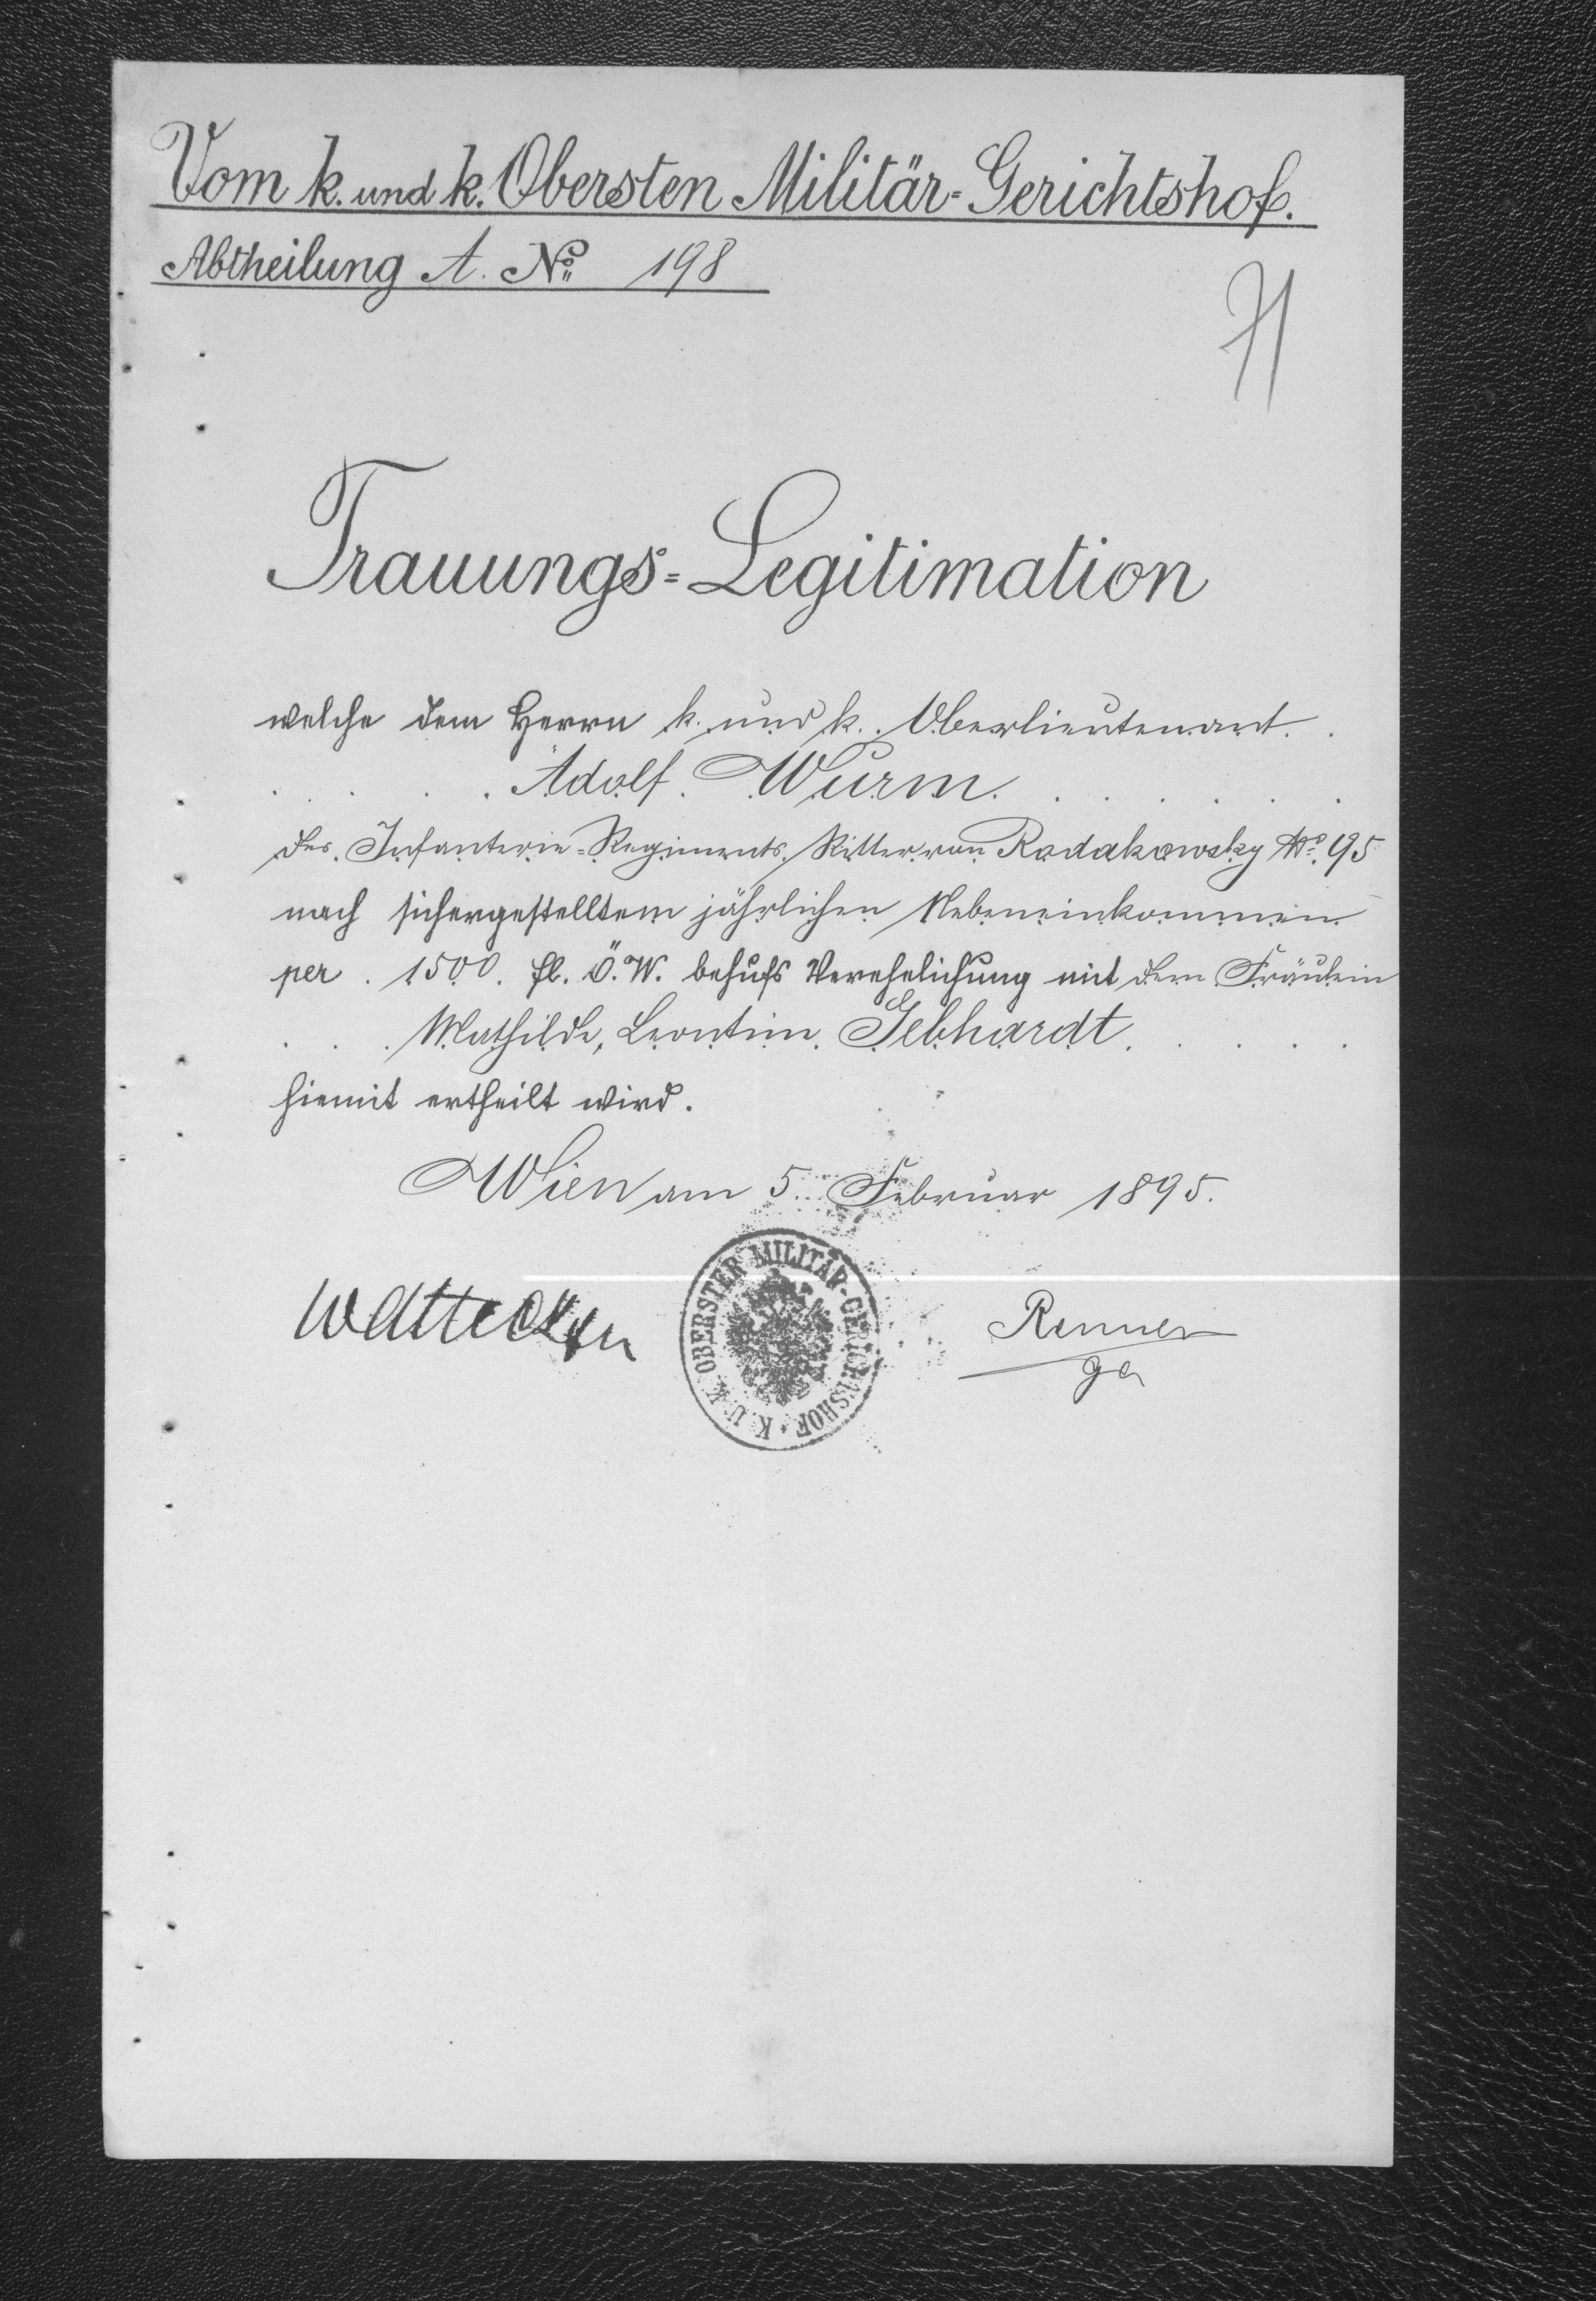 Vom k. und k. Obersten Militär=Gerichtshof.
Abtheilung A. No 198
71
Trauungs=Legitimation
welche dem Herrn k. und k. Oberlieutenant
Adolf Wurm
des Infanterie=Regiments Ritter von Rodakowsky No 95
nach sichergestelltem jährlichen Nebeneinkommen
per 1500 fl. Ö.W. behufs Verehelichung mit dem Fräulein
Mathilde, Leontine Gebhardt
hiemit ertheilt wird.
Wien am 5. Februar 1895.
K.U.K. OBERSTER MILITÄR-GERICHTSHOF
Renner